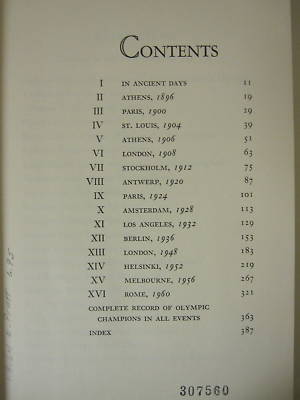 CONTENTS
I IN ANCIENT DAYS 11
II ATHENS, 1896 19
III PARIS, 1900 29
IV ST. LOUIS, 1904 39
V ATHENS, 1906 51
VI LONDON, 1908 63
VII STOCKHOLM, 1912 75
VIII ANTWERP, 1920 87
IX PARIS, 1924 101
X AMSTERDAM, 1928 113
XI LOS ANGELES, 1932 129
XII BERLIN, 1936 153
XIII LONDON, 1948 183
XIV HELSINKI, 1952 219
XV MELBOURNE, 1956 267
XVI ROME, 1960 321
COMPLETE RECORD OF OLYMPIC
CHAMPIONS IN ALL EVENTS 363
INDEX 387
307560